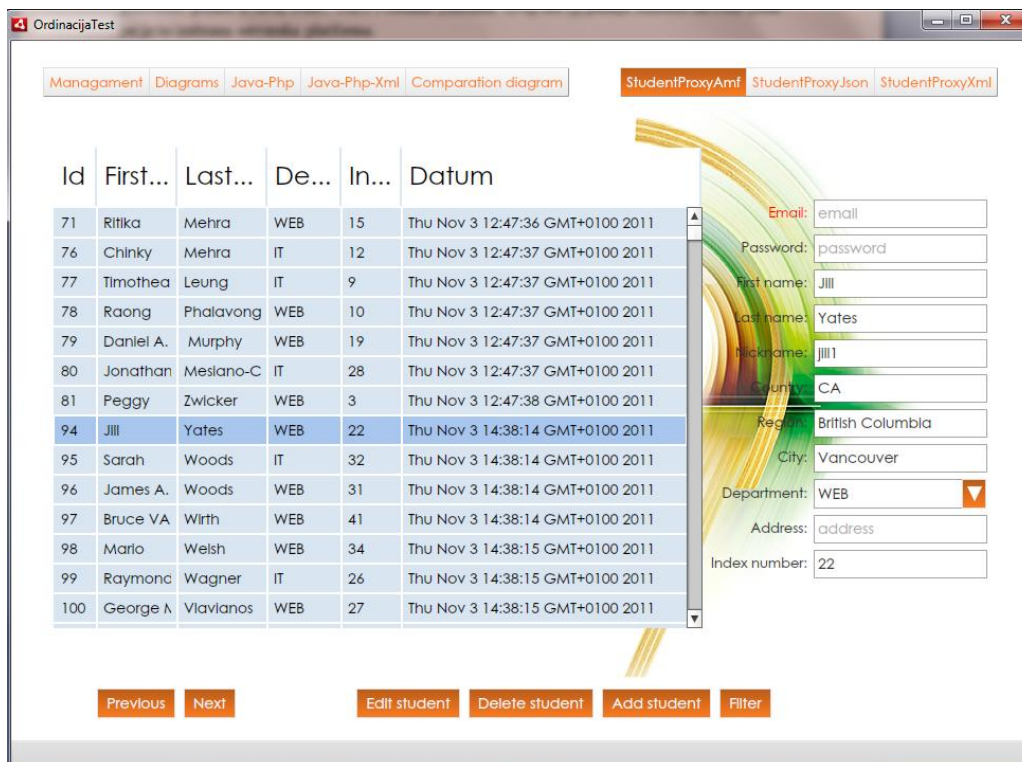 OrdinacijaTest
Managament Diagrams Java-Php Java-Php-Xml Comparation diagram
StudentProxyAmf StudentProxyJson StudentProxyXml
Id First... Last... De... In... Datum
71 Ritika Mehra WEB 15 Thu Nov 3 12:47:36 GMT+0100 2011
76 Chinky Mehra IT 12 Thu Nov 3 12:47:37 GMT+0100 2011
77 Timothea Leung IT 9 Thu Nov 3 12:47:37 GMT+0100 2011
78 Raong Phalavong WEB 10 Thu Nov 3 12:47:37 GMT+0100 2011
79 Daniel A. Murphy WEB 19 Thu Nov 3 12:47:37 GMT+0100 2011
80 Jonathan Meslano-C IT 28 Thu Nov 3 12:47:37 GMT+0100 2011
81 Peggy Zwicker WEB 3 Thu Nov 3 12:47:38 GMT+0100 2011
94 Jill Yates WEB 22 Thu Nov 3 14:38:14 GMT+0100 2011
95 Sarah Woods IT 32 Thu Nov 3 14:38:14 GMT+0100 2011
96 James A. Woods WEB 31 Thu Nov 3 14:38:14 GMT+0100 2011
97 Bruce VA Wirth WEB 41 Thu Nov 3 14:38:14 GMT+0100 2011
98 Mario Welsh WEB 34 Thu Nov 3 14:38:15 GMT+0100 2011
99 Raymond Wagner IT 26 Thu Nov 3 14:38:15 GMT+0100 2011
100 George Vlavianos WEB 27 Thu Nov 3 14:38:15 GMT+0100 2011
Email: email
Password: password
First name: Jill
Last name: Yates
Nickname: jill1
Country: CA
Region: British Columbia
City: Vancouver
Department: WEB
Address: address
Index number: 22
Previous Next Edit student Delete student Add student Filter